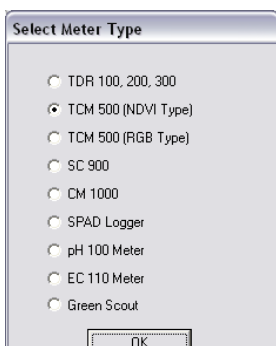 Select Meter Type
TDR 100, 200, 300
TCM 500 (NDVI Type)
TCM 500 (RGB Type)
SC 900
CM 1000
SPAD Logger
pH 100 Meter
EC 110 Meter
Green Scout
OK